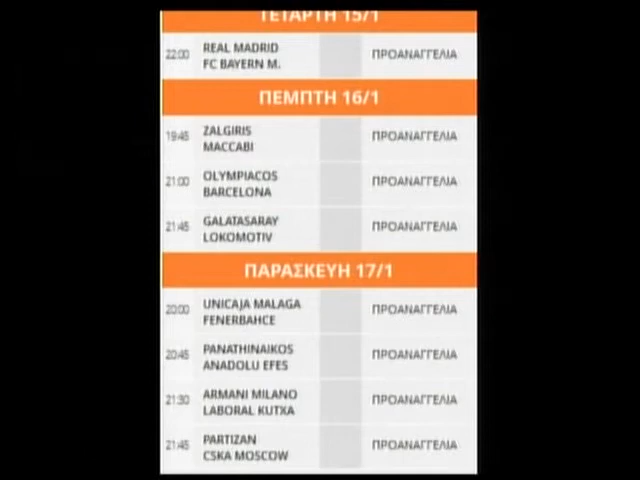 ΤΕΤΑΡΤΗ 15/1
22:00
REAL MADRID
FC BAYERN M.
ΠΡΟΑΝΑΓΓΕΛΙΑ
ΠΕΜΠΤΗ 16/1
19:45
ZALGIRIS
MACCABI
ΠΡΟΑΝΑΓΓΕΛΙΑ
21:00
OLYMPIACOS
BARCELONA
ΠΡΟΑΝΑΓΓΕΛΙΑ
21:45
GALATASARAY
LOKOMOTIV
ΠΡΟΑΝΑΓΓΕΛΙΑ
ΠΑΡΑΣΚΕΥΗ 17/1
20:00
UNICAJA MALAGA
FENERBAHCE
ΠΡΟΑΝΑΓΓΕΛΙΑ
20:45
PANATHINAIKOS
ANADOLU EFES
ΠΡΟΑΝΑΓΓΕΛΙΑ
21:30
ARMANI MILANO
LABORAL KUTXA
ΠΡΟΑΝΑΓΓΕΛΙΑ
21:45
PARTIZAN
CSKA MOSCOW
ΠΡΟΑΝΑΓΓΕΛΙΑ